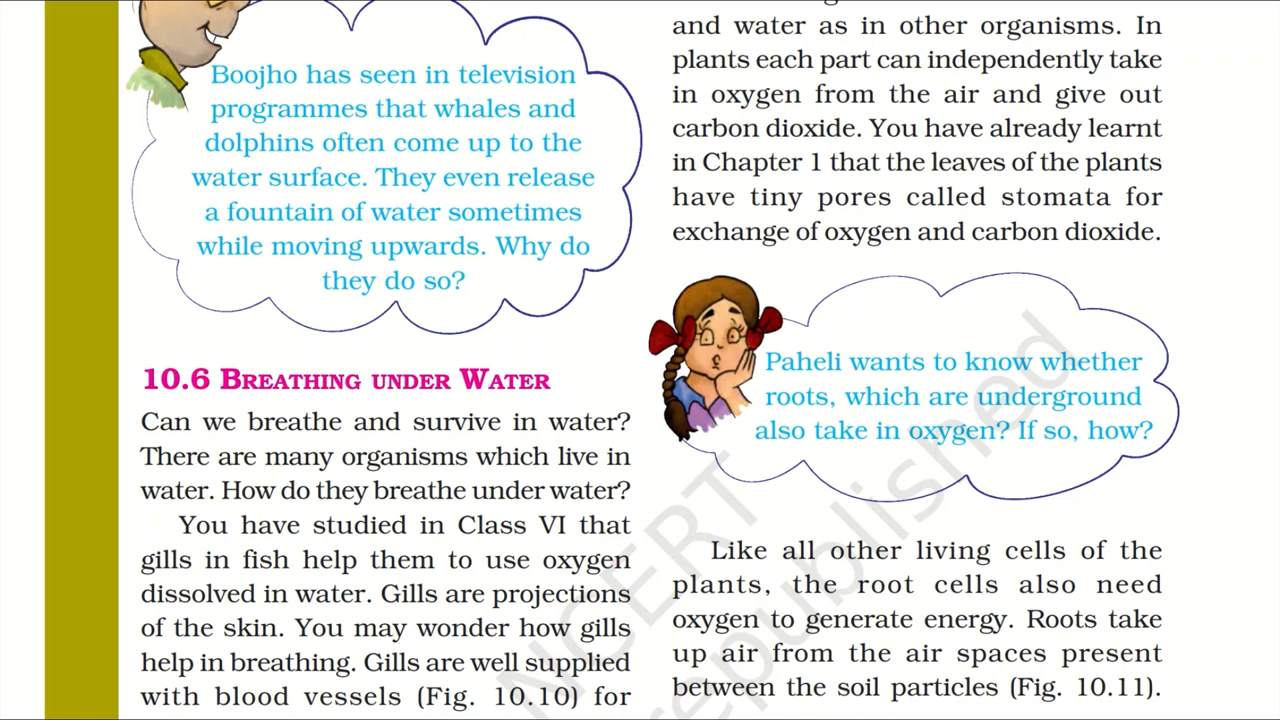 Boojho has seen in television
programmes that whales and
dolphins often come up to the
water surface. They even release
a fountain of water sometimes
while moving upwards. Why do
they do so?
10.6 BREATHING UNDER WATER
Can we breathe and survive in water?
There are many organisms which live in
water. How do they breathe under water?
You have studied in Class VI that
gills in fish help them to use oxygen
dissolved in water. Gills are projections
of the skin. You may wonder how gills
help in breathing. Gills are well supplied
with blood vessels (Fig. 10.10) for
and water as in other organisms. In
plants each part can independently take
in oxygen from the air and give out
carbon dioxide. You have already learnt
in Chapter 1 that the leaves of the plants
have tiny pores called stomata for
exchange of oxygen and carbon dioxide.
Paheli wants to know whether
roots, which are underground
also take in oxygen? If so, how?
Like all other living cells of the
plants, the root cells also need
oxygen to generate energy. Roots take
up air from the air spaces present
between the soil particles (Fig. 10.11).
NCERT
republished